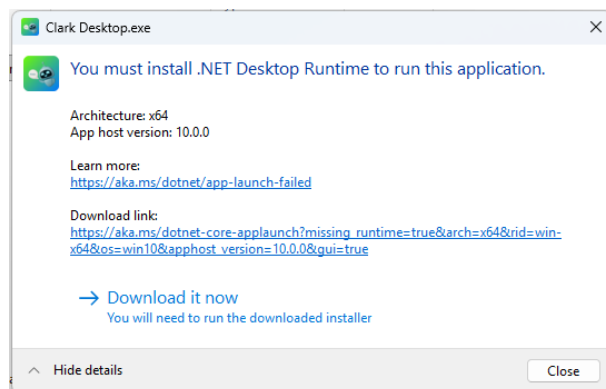 Clark Desktop.exe
You must install .NET Desktop Runtime to run this application.
Architecture: x64
App host version: 10.0.0
Learn more:
https://aka.ms/dotnet/app-launch-failed
Download link:
https://aka.ms/dotnet-core-applaunch?missing_runtime=true&arch=x64&rid=win-
x64&os=win10&apphost_version=10.0.0&gui=true
Download it now
You will need to run the downloaded installer
Hide details
Close